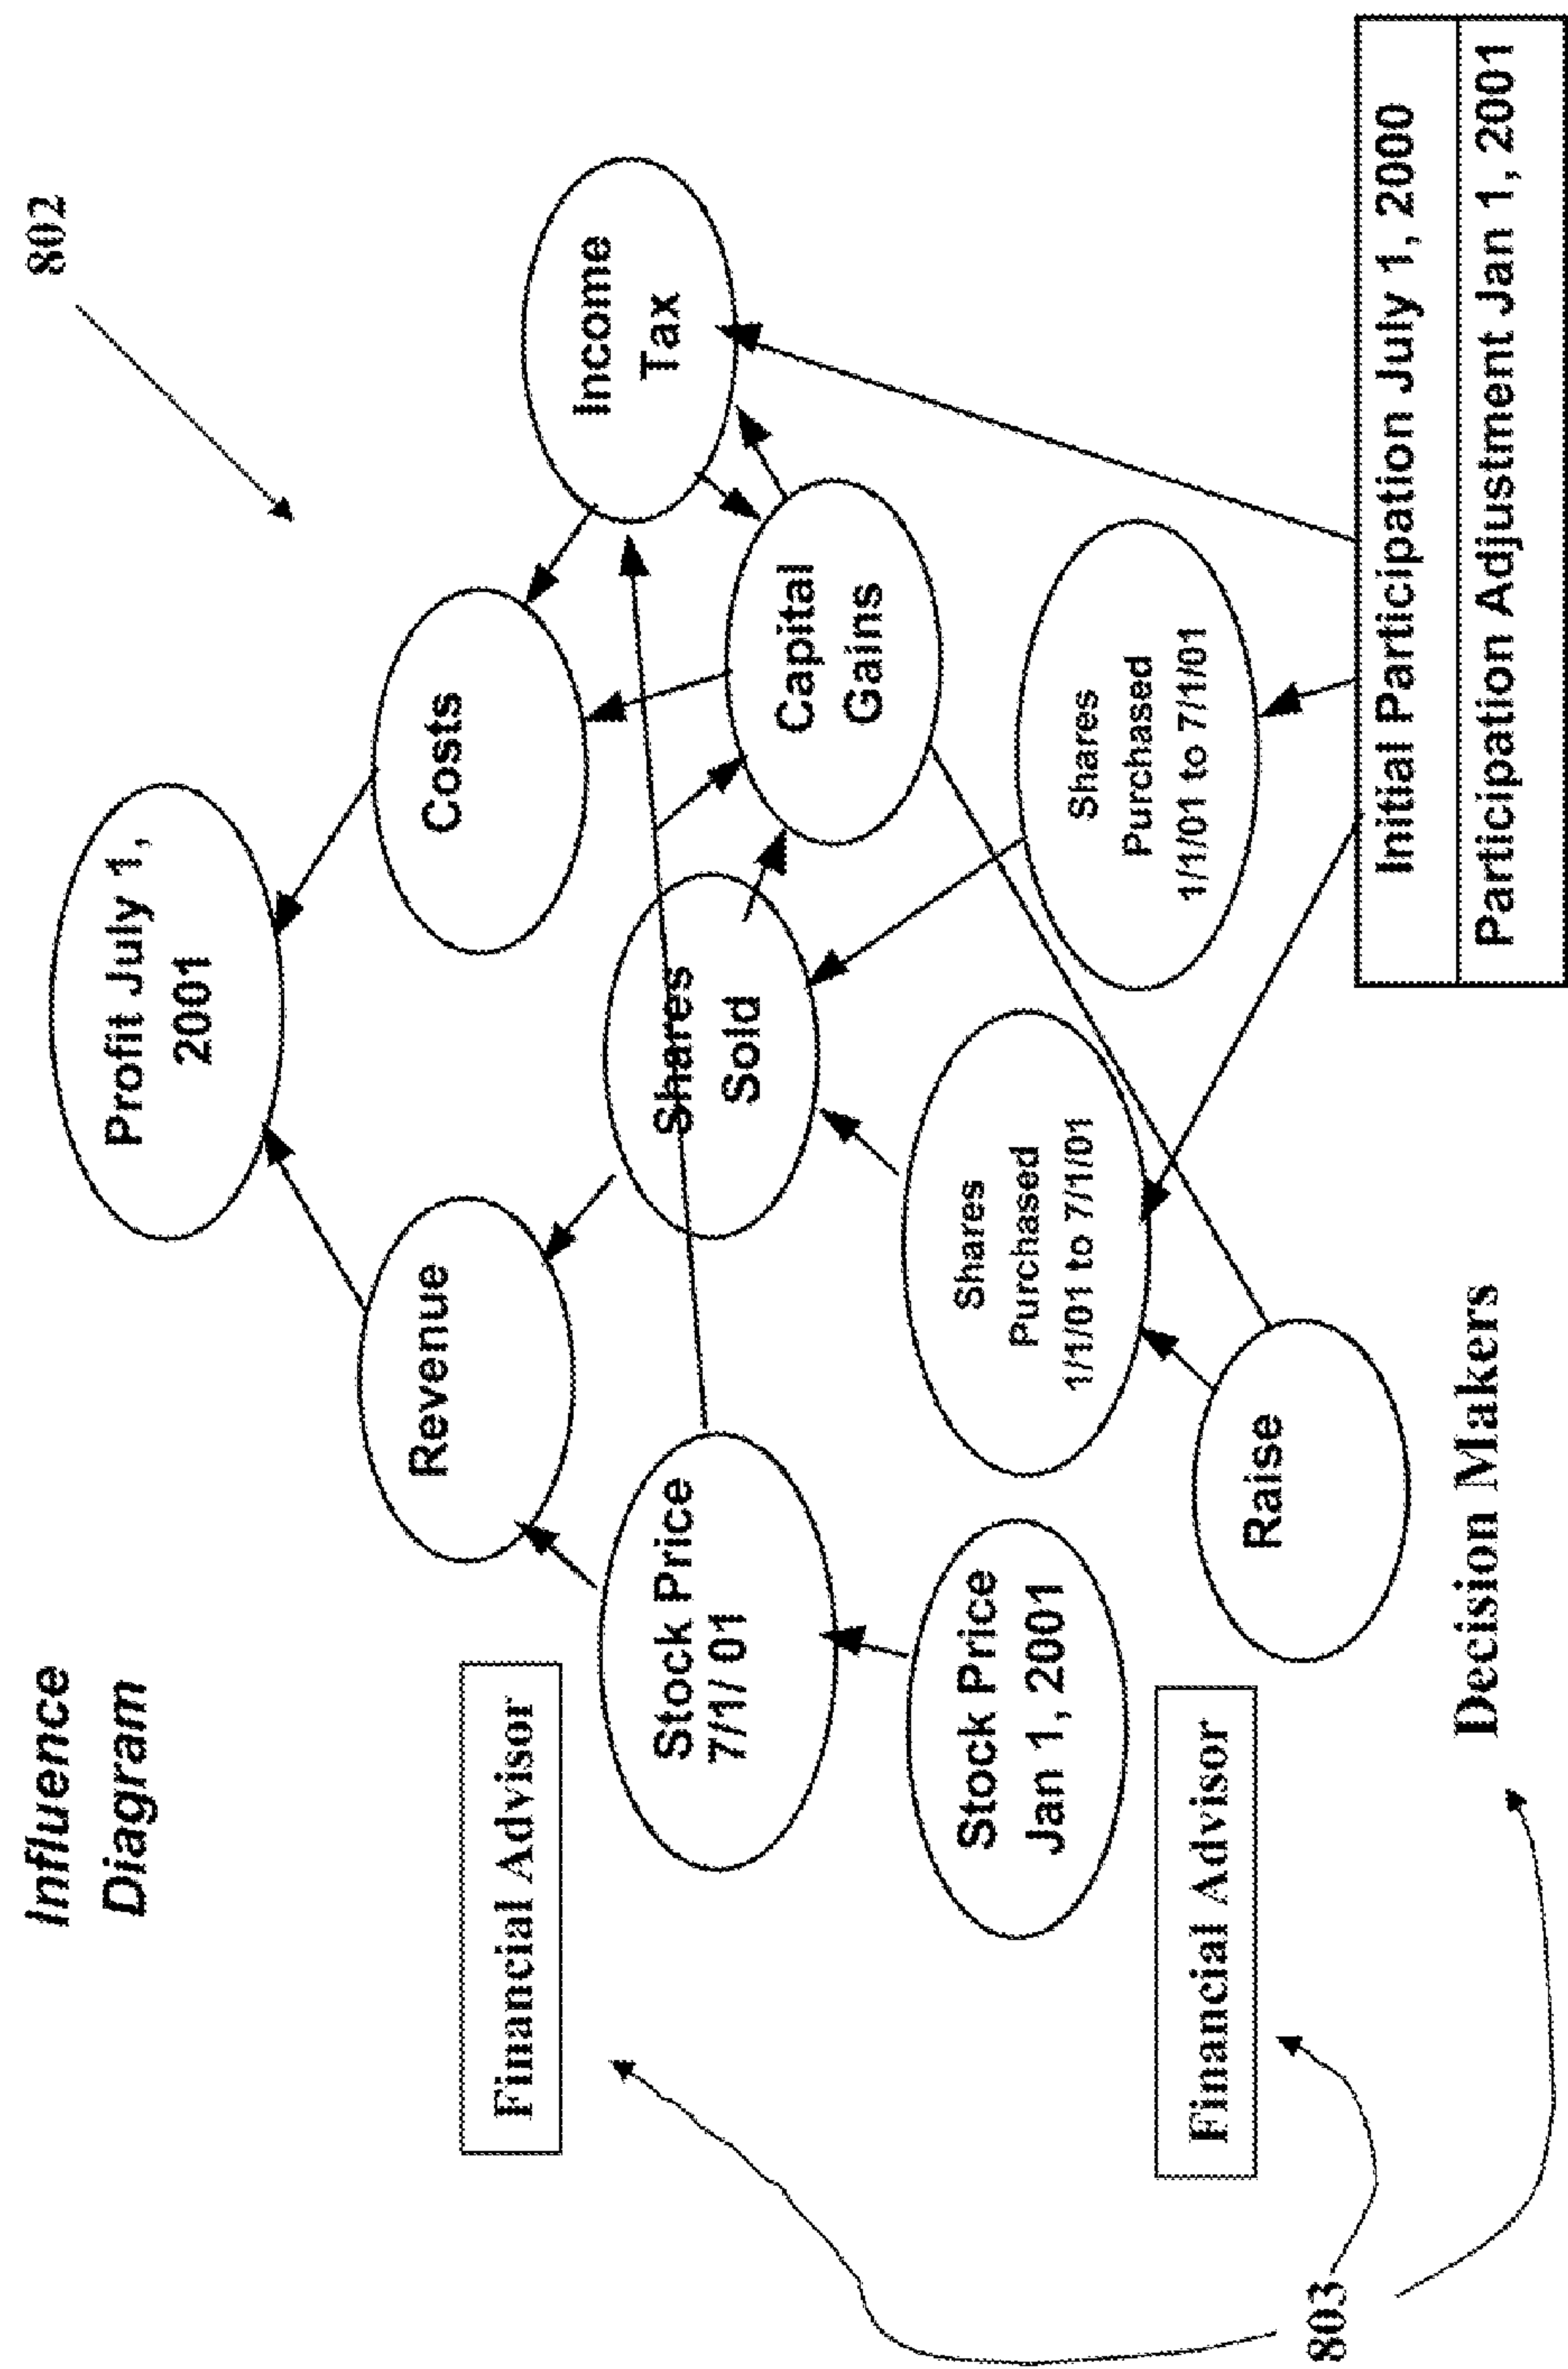 Influence
Diagram
802
Profit July 1,
2001
Revenue
Costs
Financial Advisor
Income
Tax
Stock Price
7/1/ 01
Shares
Sold
Capital
Gains
Stock Price
Jan 1, 2001
Shares
Purchased
1/1/01 to 7/1/01
Shares
Purchased
1/1/01 to 7/1/01
Financial Advisor
Raise
803
Decision Makers
Initial Participation July 1, 2000
Participation Adjustment Jan 1, 2001